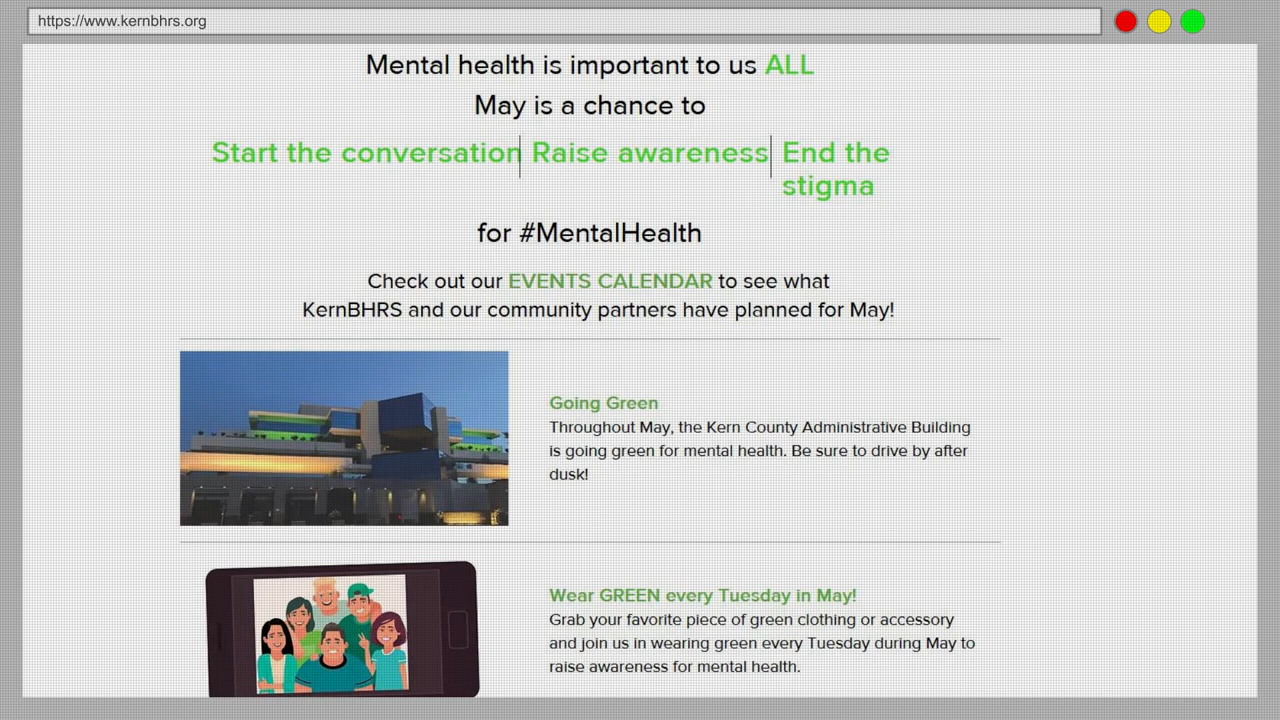 https://www.kernbhrs.org
Mental health is important to us ALL
May is a chance to
Start the conversation Raise awareness End the
stigma
for #MentalHealth
Check out our EVENTS CALENDAR to see what
KernBHRS and our community partners have planned for May!
Going Green
Throughout May, the Kern County Administrative Building
is going green for mental health. Be sure to drive by after
dusk!
Wear GREEN every Tuesday in May!
Grab your favorite piece of green clothing or accessory
and join us in wearing green every Tuesday during May to
raise awareness for mental health.